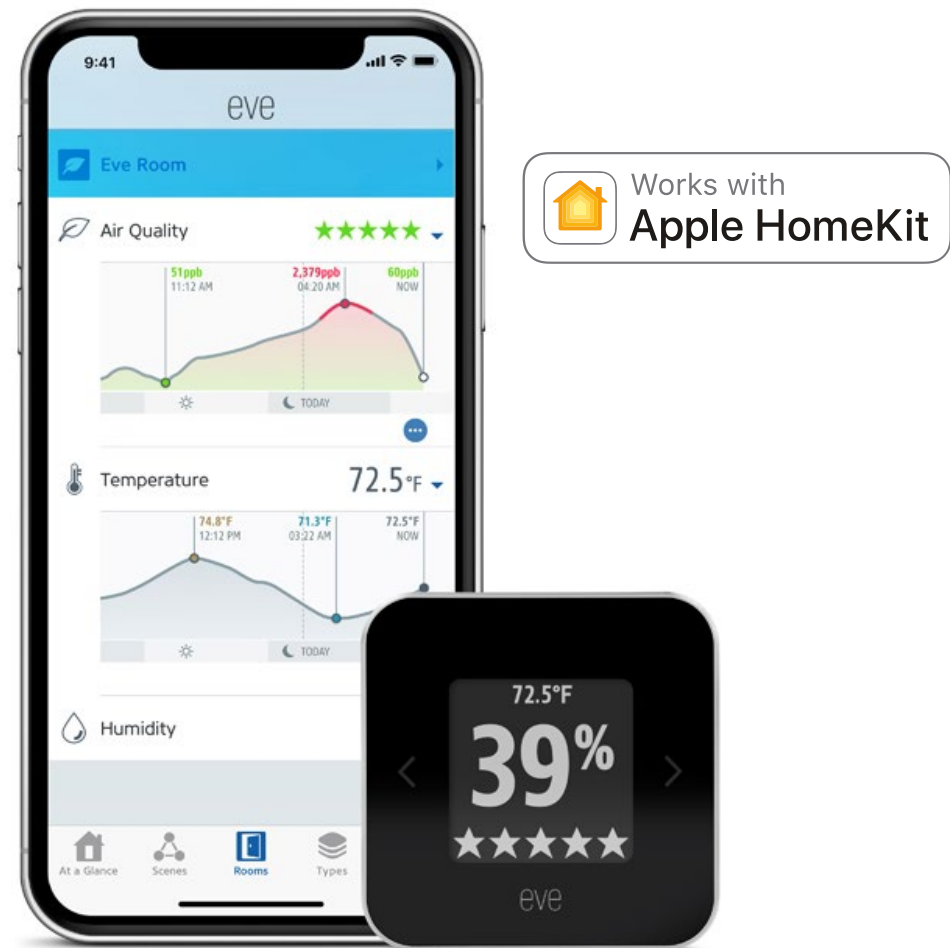 9:41
eve
Eve Room
Air Quality
51ppb
11:12 AM
2,379ppb
04:20 AM
60ppb
NOW
TODAY
Temperature
72.5°F
74.8°F
12:12 PM
71.3°F
03:22 AM
72.5°F
NOW
TODAY
Humidity
At a Glance
Scenes
Rooms
Types
72.5°F
39%
eve
Works with
Apple HomeKit